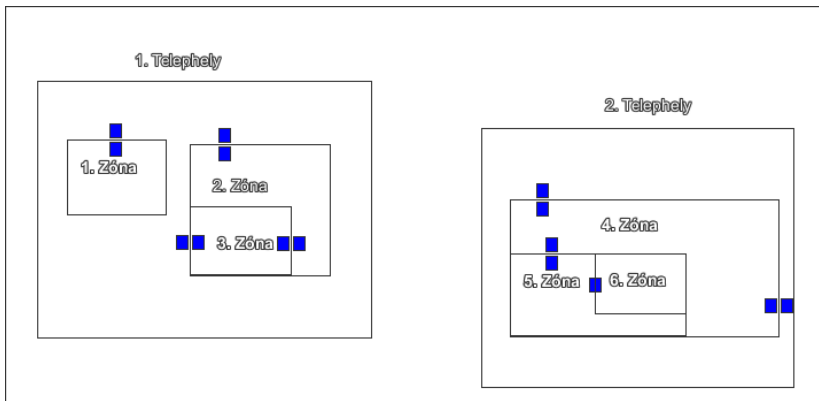 1. Telephely
2. Telephely
1. Zóna
2. Zóna
3. Zóna
4. Zóna
5. Zóna
6. Zóna